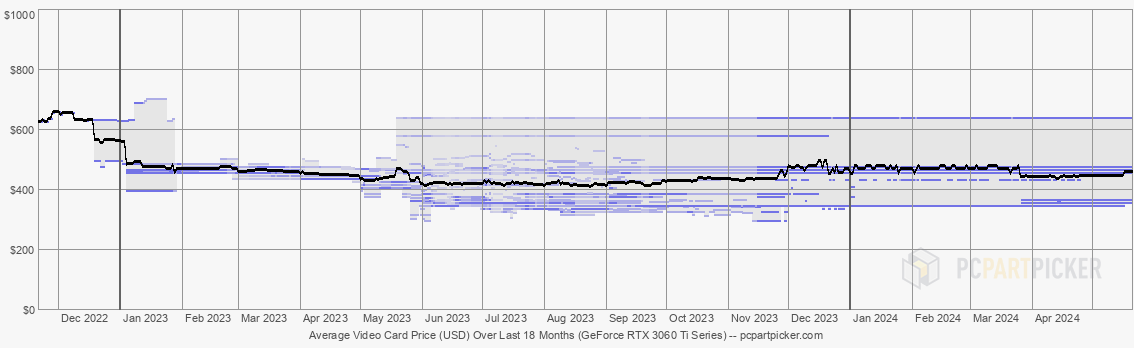 $1000
$800
$600
$400
$200
$0
PCPARTPICKER
Dec 2022 Jan 2023 Feb 2023 Mar 2023 Apr 2023 May 2023 Jun 2023 Jul 2023 Aug 2023 Sep 2023 Oct 2023 Nov 2023 Dec 2023 Jan 2024 Feb 2024 Mar 2024 Apr 2024
Average Video Card Price (USD) Over Last 18 Months (GeForce RTX 3060 Ti Series) -- pcpartpicker.com